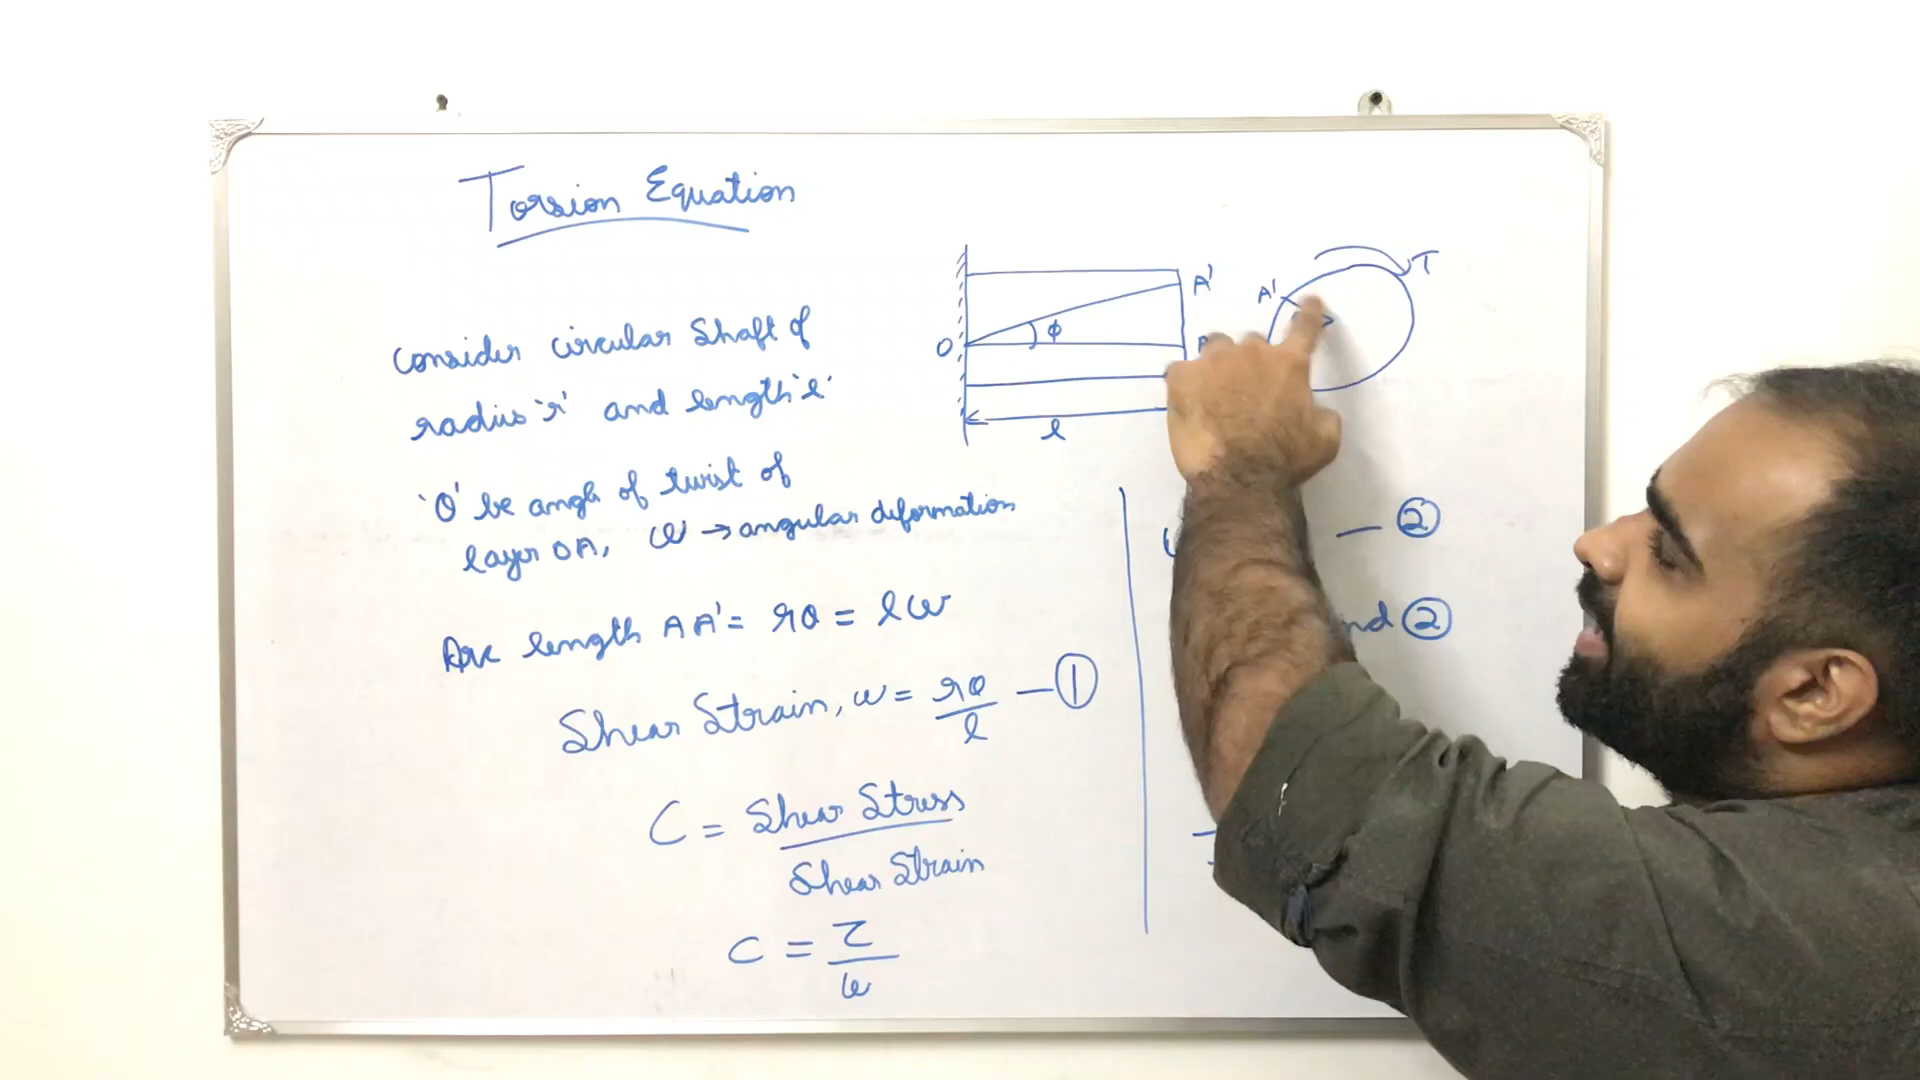 Torsion Equation
Consider circular shaft of
radius 'r' and length 'l'
'θ' be angle of twist of
layer OA, ω → angular deformation
Arc length AA' = rθ = lω
Shear Strain, ω = rθ/l — ①
C = Shear Stress
Shear Strain
C = τ/ω
O
ϕ
A'
A
l
A'
T
— ②
②